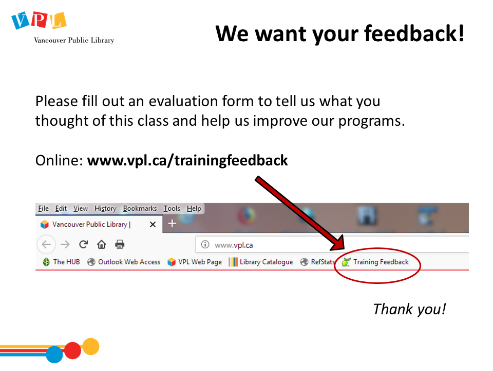 VPL
Vancouver Public Library
We want your feedback!
Please fill out an evaluation form to tell us what you
thought of this class and help us improve our programs.
Online: www.vpl.ca/trainingfeedback
File Edit View History Bookmarks Tools Help
Vancouver Public Library |
www.vpl.ca
The HUB Outlook Web Access VPL Web Page Library Catalogue RefStats Training Feedback
Thank you!